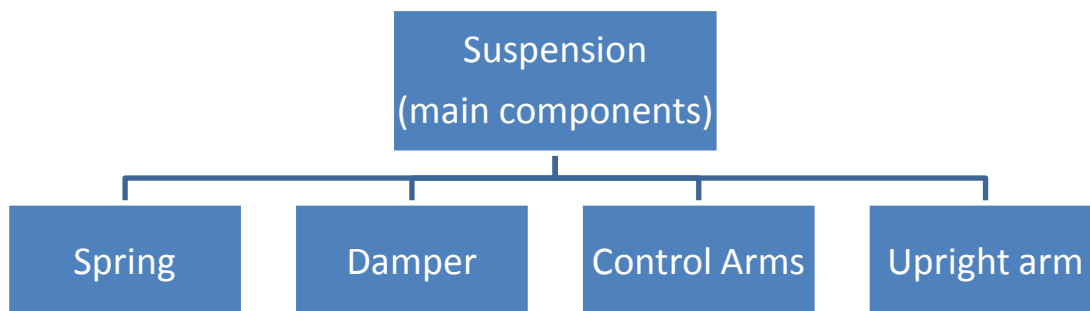 Suspension
(main components)
Spring
Damper
Control Arms
Upright arm